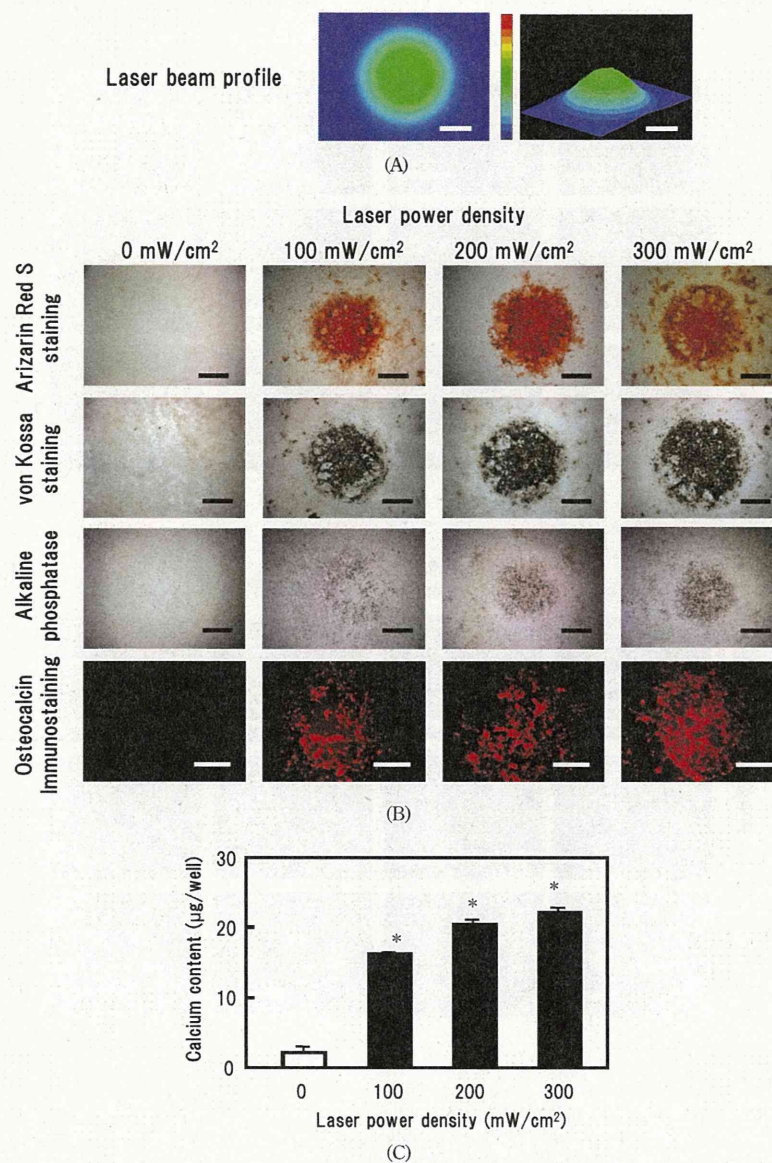 Laser beam profile
(A)
Laser power density
0 mW/cm²
100 mW/cm²
200 mW/cm²
300 mW/cm²
Arizarin Red S
staining
von Kossa
staining
Alkaline
phosphatase
Osteocalcin
Immunostaining
(B)
Calcium content (μg/well)
30
20
10
0
*
*
*
0
100
200
300
Laser power density (mW/cm²)
(C)